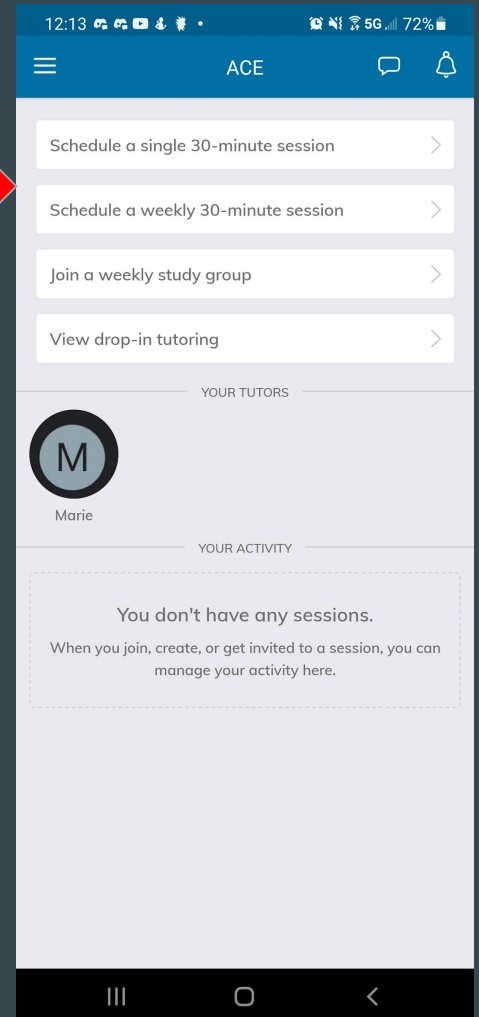 12:13 5G 72%
ACE
Schedule a single 30-minute session
Schedule a weekly 30-minute session
Join a weekly study group
View drop-in tutoring
YOUR TUTORS
M
Marie
YOUR ACTIVITY
You don't have any sessions.
When you join, create, or get invited to a session, you can
manage your activity here.